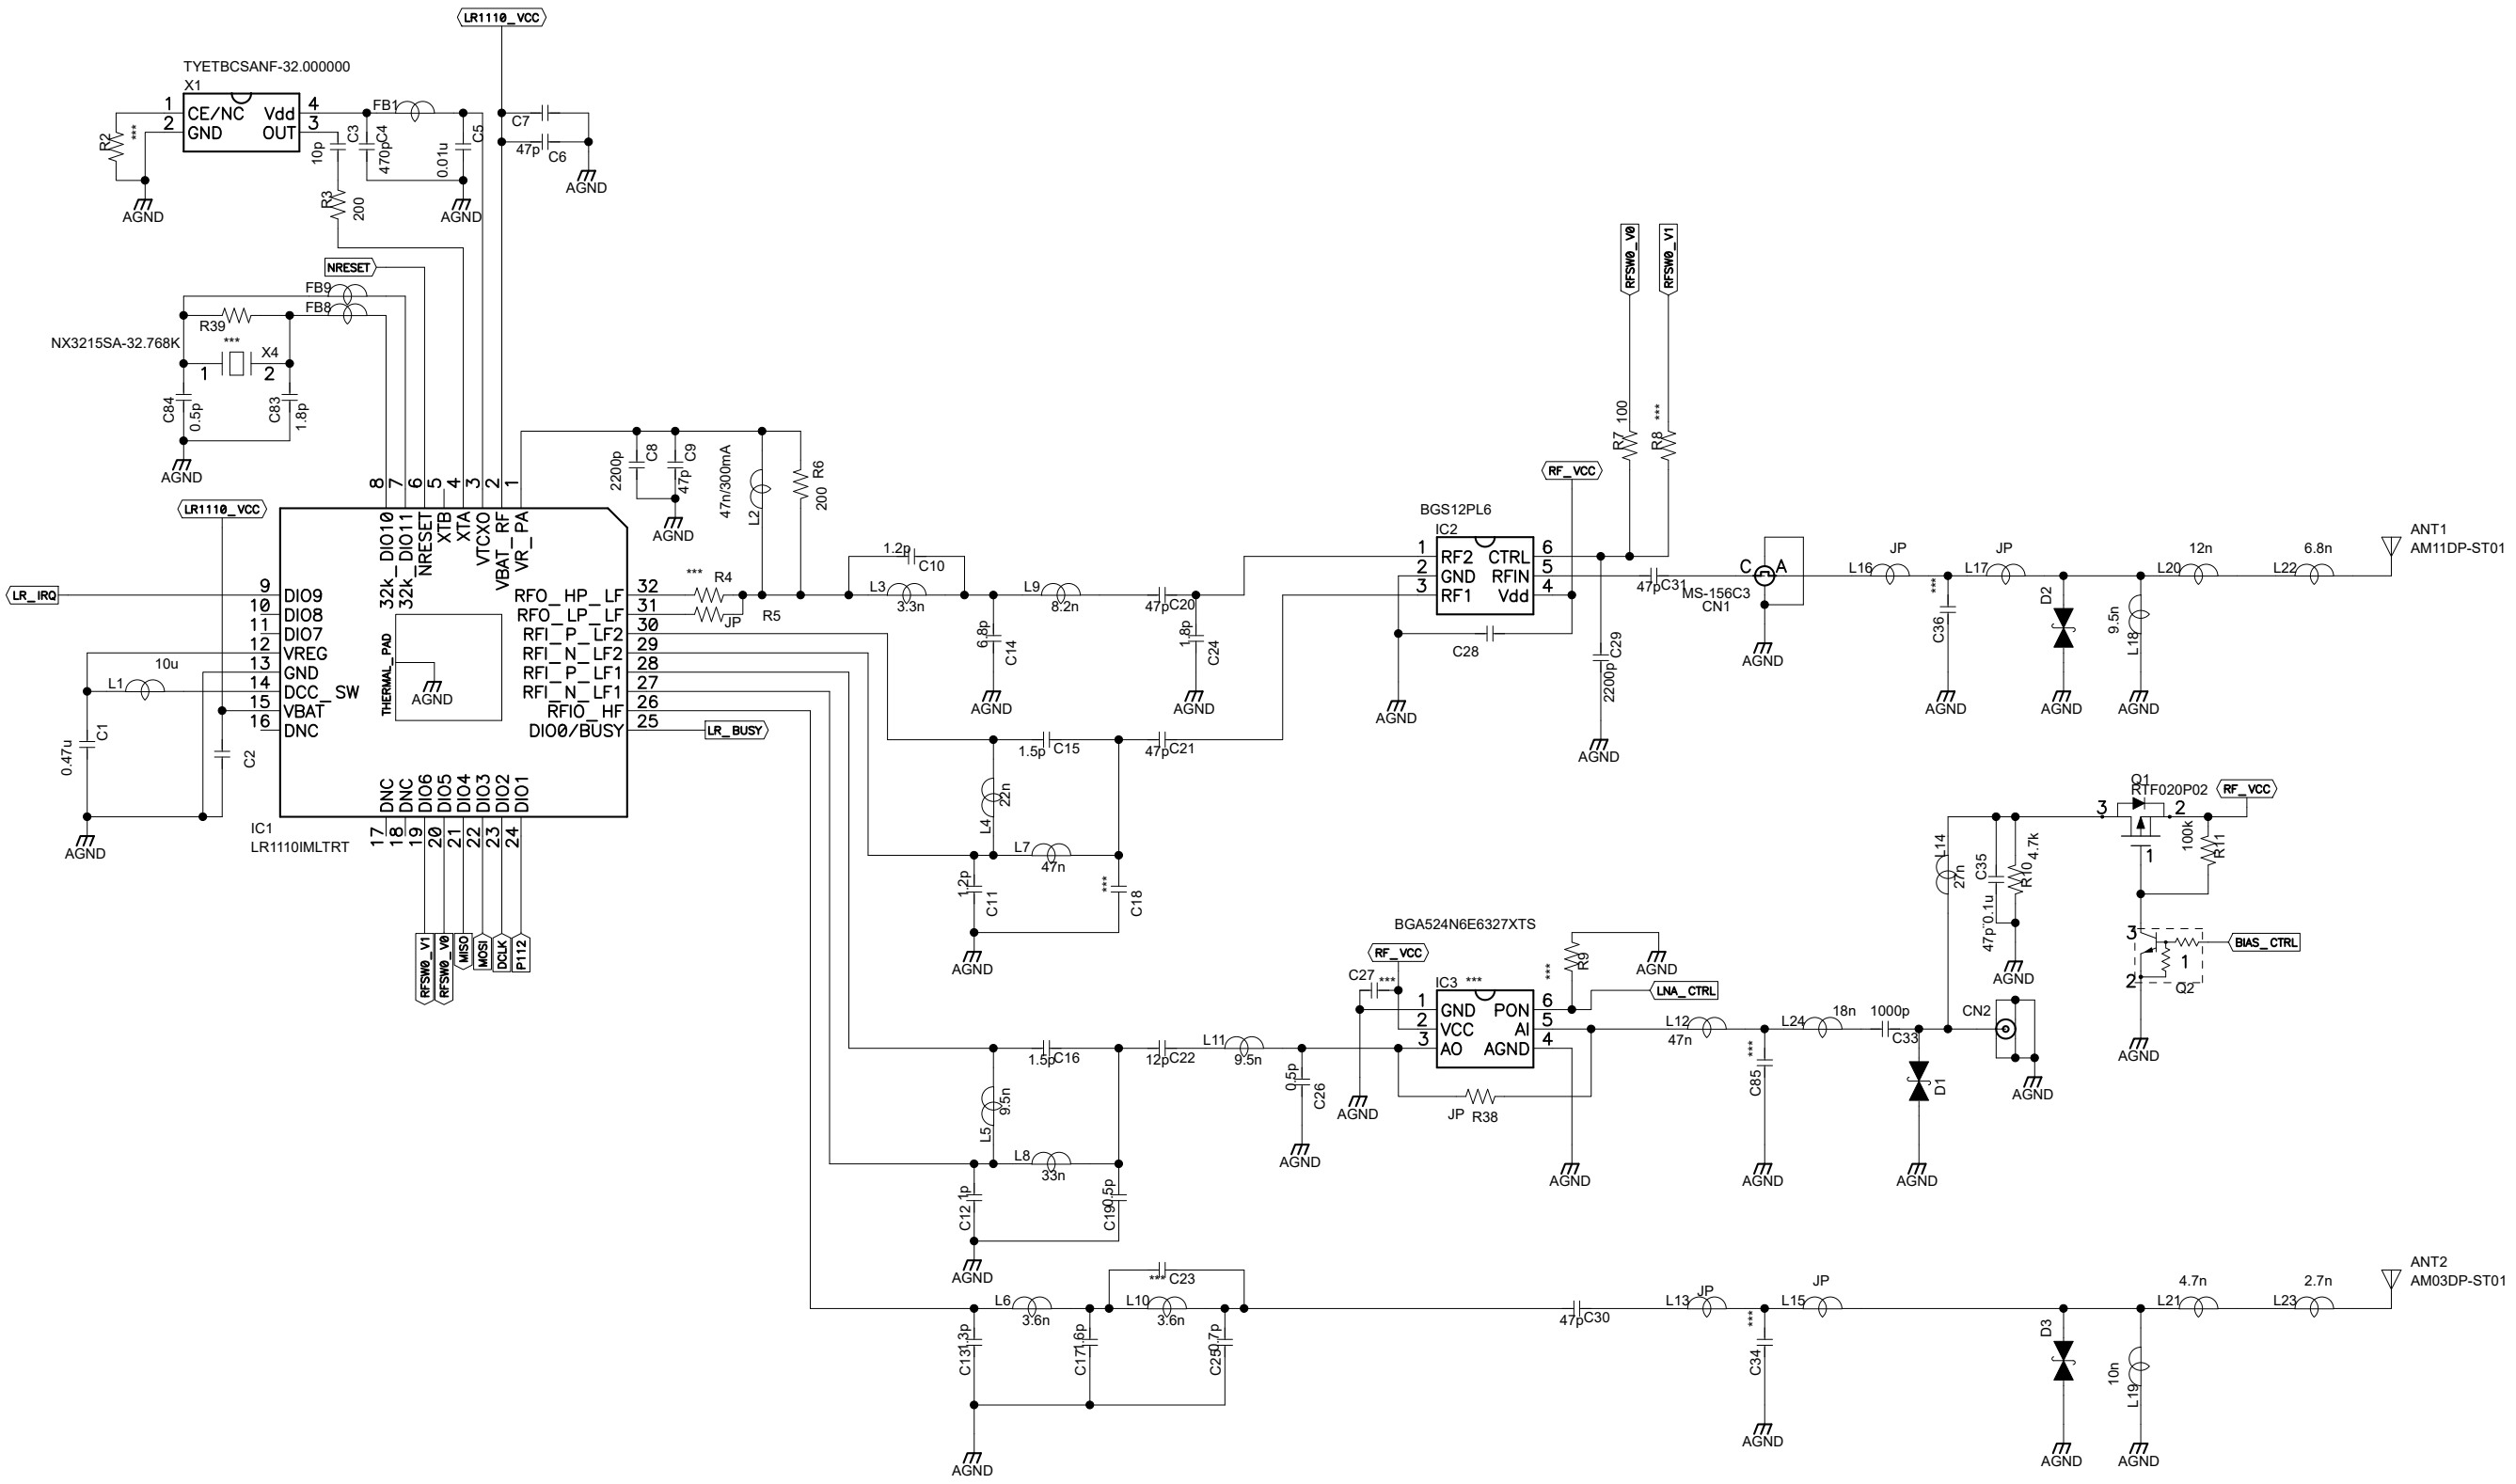 LR1110_VCC
TYETBCSANF-32.000000
X1
1 CE/NC Vdd 4
2 GND OUT 3
R2 ***
AGND
10p C3
470p C4
FB1
0.01u C5
AGND
R3 200
C7
47p C6
AGND
NRESET
FB9
FB8
R39
NX3215SA-32.768K
*** X4
1 2
C84 0.5p
C83 1.8p
AGND
LR1110_VCC
8 7 6 5 4 3 2 1
32k_DIO10
32k_DIO11
NRESET
XTB
XTA
VTCXO
VBAT_RF
VR_PA
LR_IRQ
9 DIO9
10 DIO8
11 DIO7
12 VREG
13 GND
14 DCC_SW
15 VBAT
16 DNC
THERMAL_PAD
AGND
RFO_HP_LF 32
RFO_LP_LF 31
RFI_P_LF2 30
RFI_N_LF2 29
RFI_P_LF1 28
RFI_N_LF1 27
RFIO_HF 26
DIO0/BUSY 25
LR_BUSY
10u
L1
0.47u C1
C2
AGND
DNC
DNC
DIO6
DIO5
DIO4
DIO3
DIO2
DIO1
17 18 19 20 21 22 23 24
IC1
LR1110IMLTRT
RFSW0_V1
RFSW0_V0
MISO
MOSI
DCLK
P112
2200p C8
47p C9
AGND
47n/300mA
L2
200 R6
*** R4
JP R5
1.2p C10
L3 3.3n
6.8p C14
AGND
L9 8.2n
47p C20
1.8p C24
AGND
RFSW0_V0
RFSW0_V1
R7 100
R8 ***
RF_VCC
BGS12PL6
IC2
1 RF2 CTRL 6
2 GND RFIN 5
3 RF1 Vdd 4
C28
AGND
2200p C29
AGND
47p C31
C A
MS-156C3
CN1
AGND
JP
L16
*** C36
AGND
JP
L17
D2
AGND
9.5n L18
AGND
12n
L20
6.8n
L22
ANT1
AM11DP-ST01
1.5p C15
47p C21
22n
L4
L7 47n
1.2p C11
*** C18
AGND
BGA524N6E6327XTS
RF_VCC
C27 ***
IC3 ***
1 GND PON 6
2 VCC AI 5
3 AO AGND 4
*** R9
AGND
LNA_CTRL
JP R38
AGND
AGND
1.5p C16
12p C22
L11 9.5n
0.5p C26
AGND
9.5n
L5
L8 33n
C12 1p
C19 0.5p
AGND
L12 47n
*** C85
AGND
L24 18n
1000p C33
D1
AGND
L14 27n
C35 47p~0.1u
R10 4.7k
AGND
CN2
AGND
Q1
RTF020P02
3 2
1
RF_VCC
100k R11
3
1
2
Q2
BIAS_CTRL
AGND
C13 1.3p
L6 3.6n
C17 1.6p
L10 3.6n
*** C23
C25 0.7p
AGND
47p C30
L13 JP
*** C34
AGND
JP
L15
D3
AGND
10n L19
AGND
4.7n
L21
2.7n
L23
ANT2
AM03DP-ST01